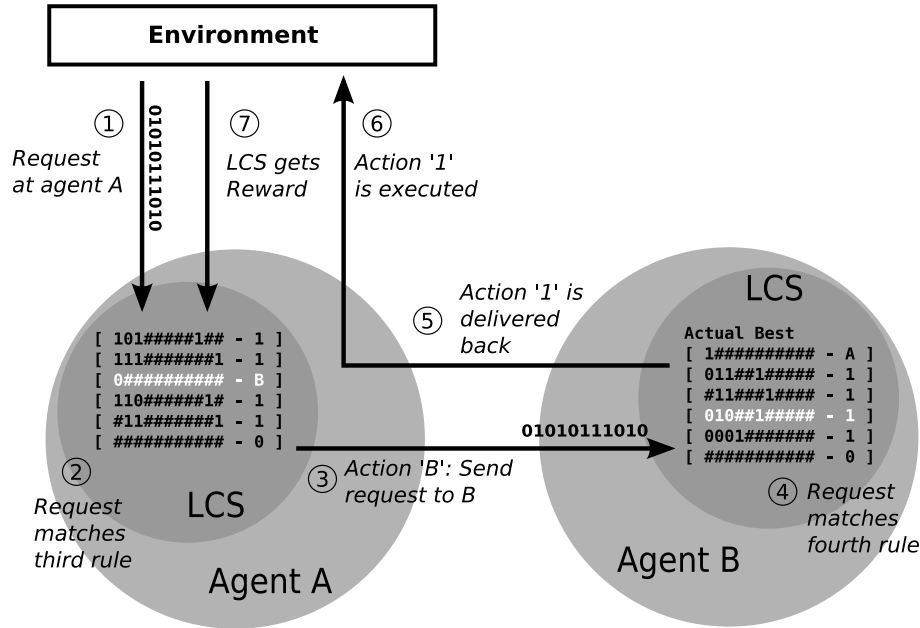 Environment
①
Request
at agent A
01010111010
⑦
LCS gets
Reward
⑥
Action '1'
is executed
[ 101#####1## - 1 ]
[ 111#######1 - 1 ]
[ 0########## - B ]
[ 110######1# - 1 ]
[ #11#######1 - 1 ]
[ ########### - 0 ]
②
Request
matches
third rule
LCS
Agent A
⑤
Action '1' is
delivered
back
③
Action 'B': Send
request to B
01010111010
LCS
Actual Best
[ 1########## - A ]
[ 011##1##### - 1 ]
[ #11###1#### - 1 ]
[ 010##1##### - 1 ]
[ 0001####### - 1 ]
[ ########### - 0 ]
④
Request
matches
fourth rule
Agent B